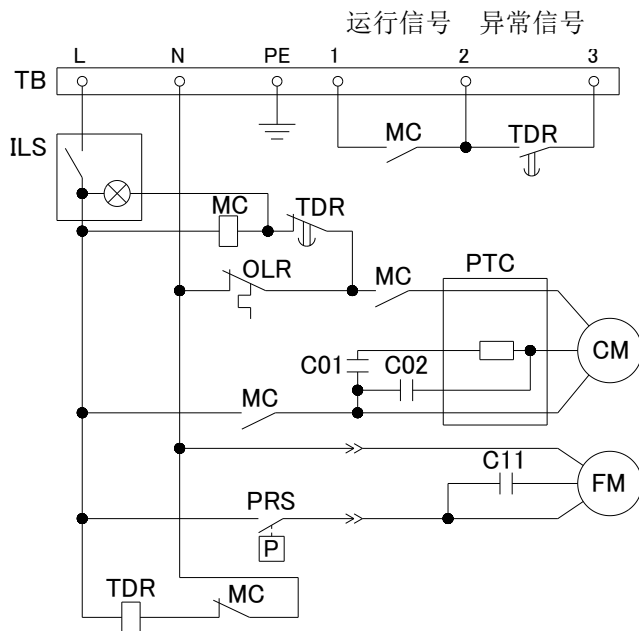 运行信号 异常信号
L N PE 1 2 3
TB
MC TDR
ILS
MC TDR
OLR MC PTC
C01 C02 CM
MC
C11
FM
PRS
P
TDR MC